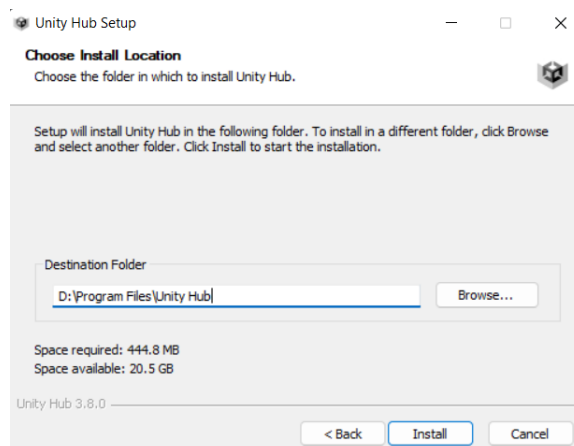 Unity Hub Setup
Choose Install Location
Choose the folder in which to install Unity Hub.
Setup will install Unity Hub in the following folder. To install in a different folder, click Browse
and select another folder. Click Install to start the installation.
Destination Folder
D:\Program Files\Unity Hub
Browse...
Space required: 444.8 MB
Space available: 20.5 GB
Unity Hub 3.8.0
< Back
Install
Cancel